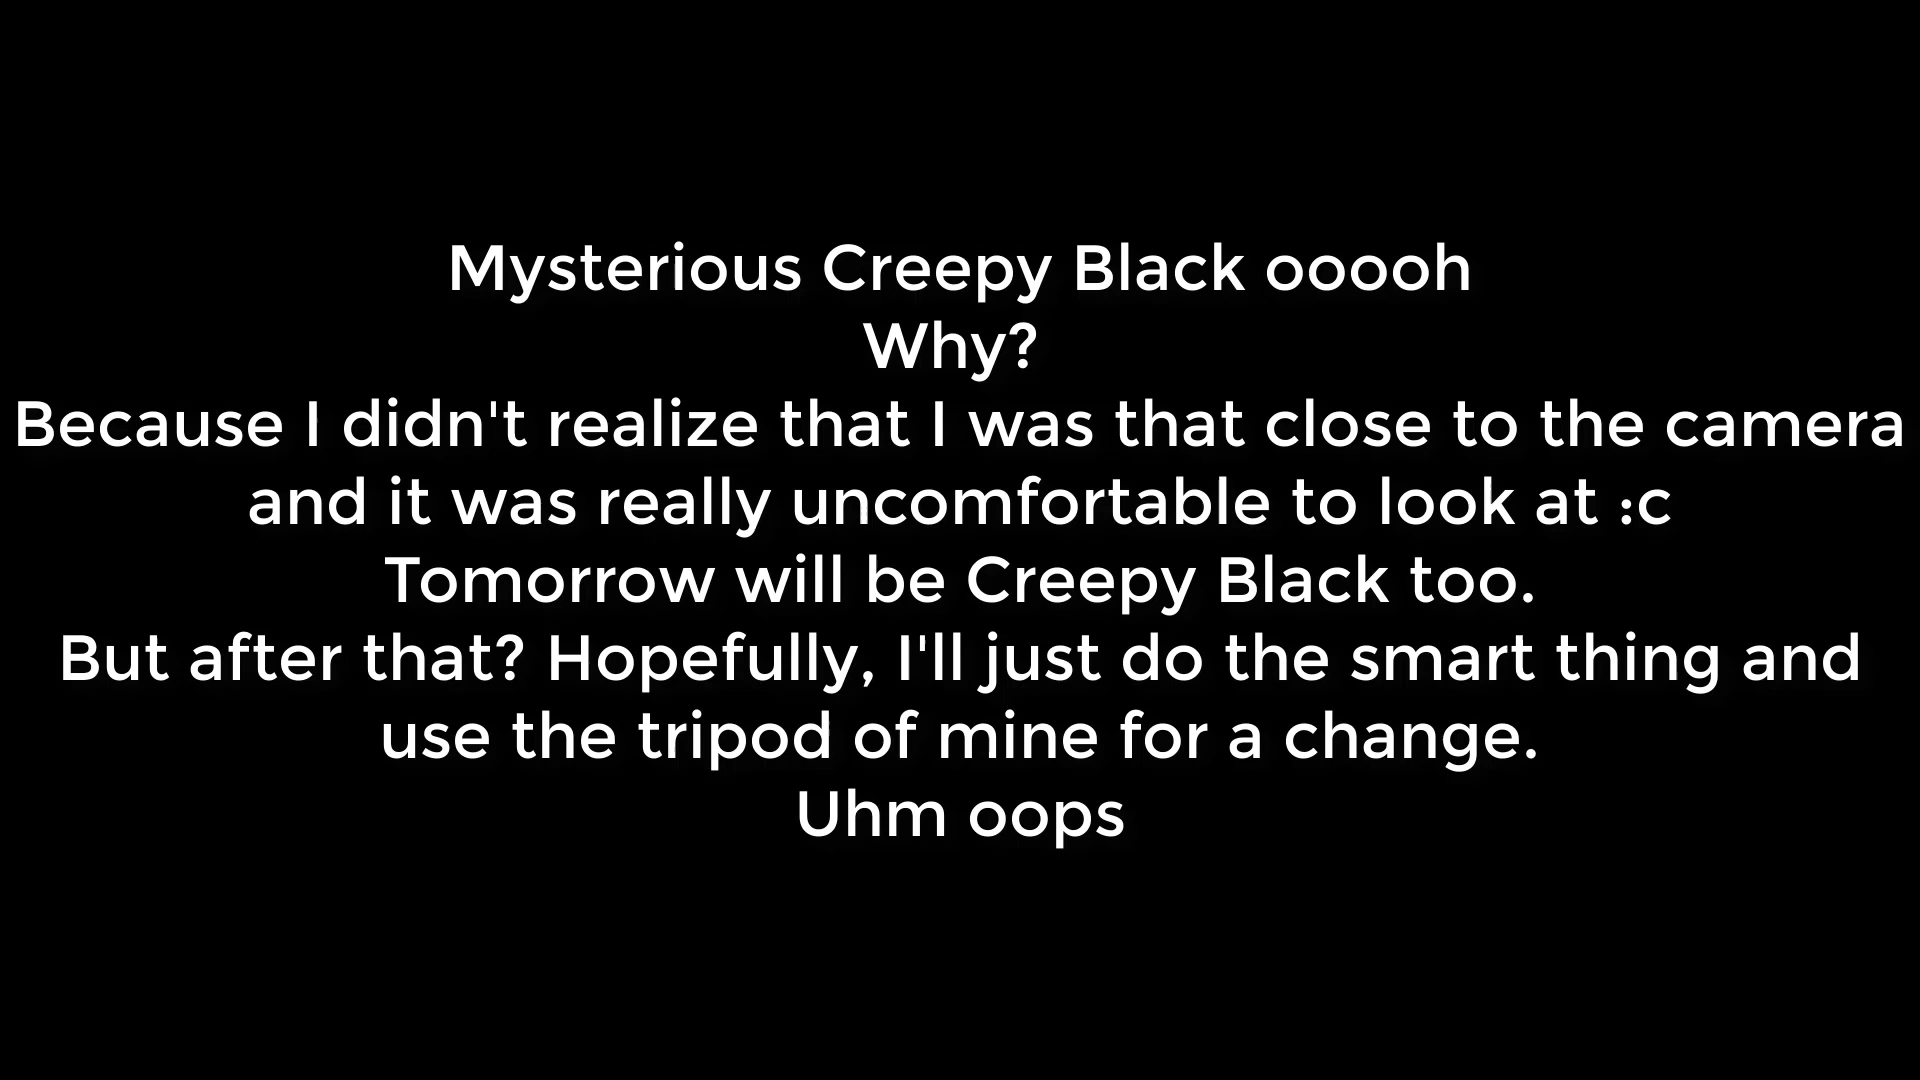 Mysterious Creepy Black ooooh
Why?
Because I didn't realize that I was that close to the camera
and it was really uncomfortable to look at :c
Tomorrow will be Creepy Black too.
But after that? Hopefully, I'll just do the smart thing and
use the tripod of mine for a change.
Uhm oops